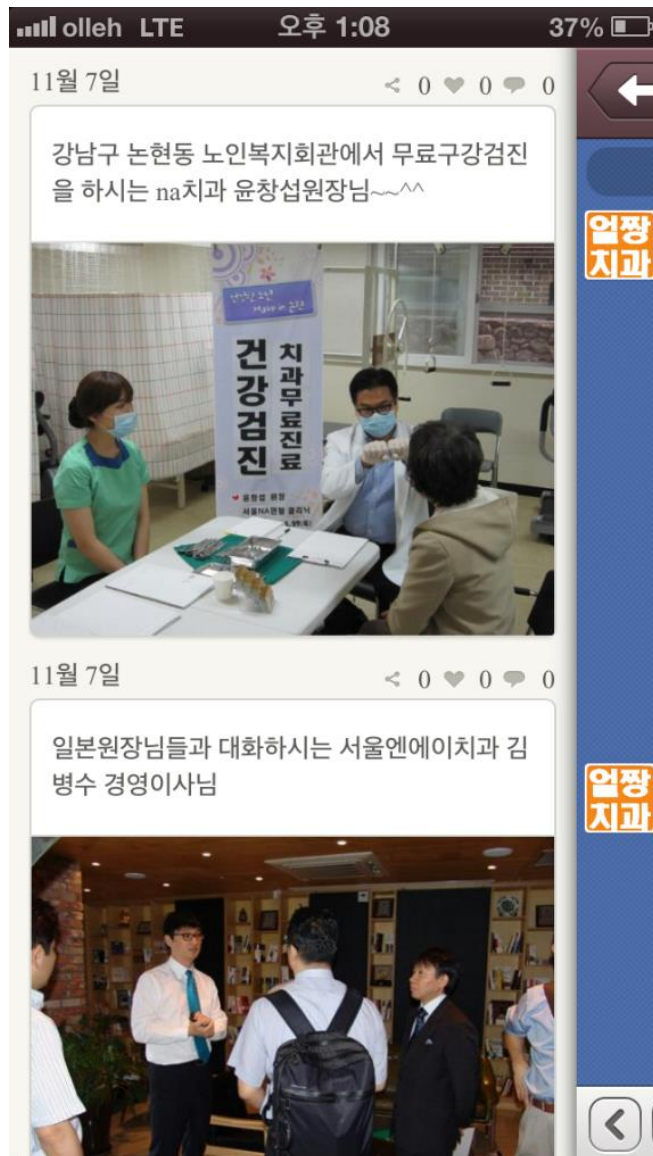 olleh LTE 오후 1:08 37%
11월 7일 0 0 0
강남구 논현동 노인복지회관에서 무료구강검진
을 하시는 na치과 윤창섭원장님~~^^
얼짱
치과
건강검진
치과무료진료
윤창섭 원장
11월 7일 0 0 0
일본원장님들과 대화하시는 서울엔에이치과 김
병수 경영이사님
얼짱
치과